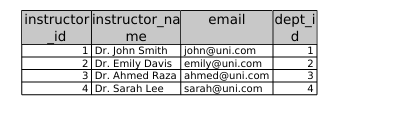 instructor_id instructor_name email dept_id
1 Dr. John Smith john@uni.com 1
2 Dr. Emily Davis emily@uni.com 2
3 Dr. Ahmed Raza ahmed@uni.com 3
4 Dr. Sarah Lee sarah@uni.com 4